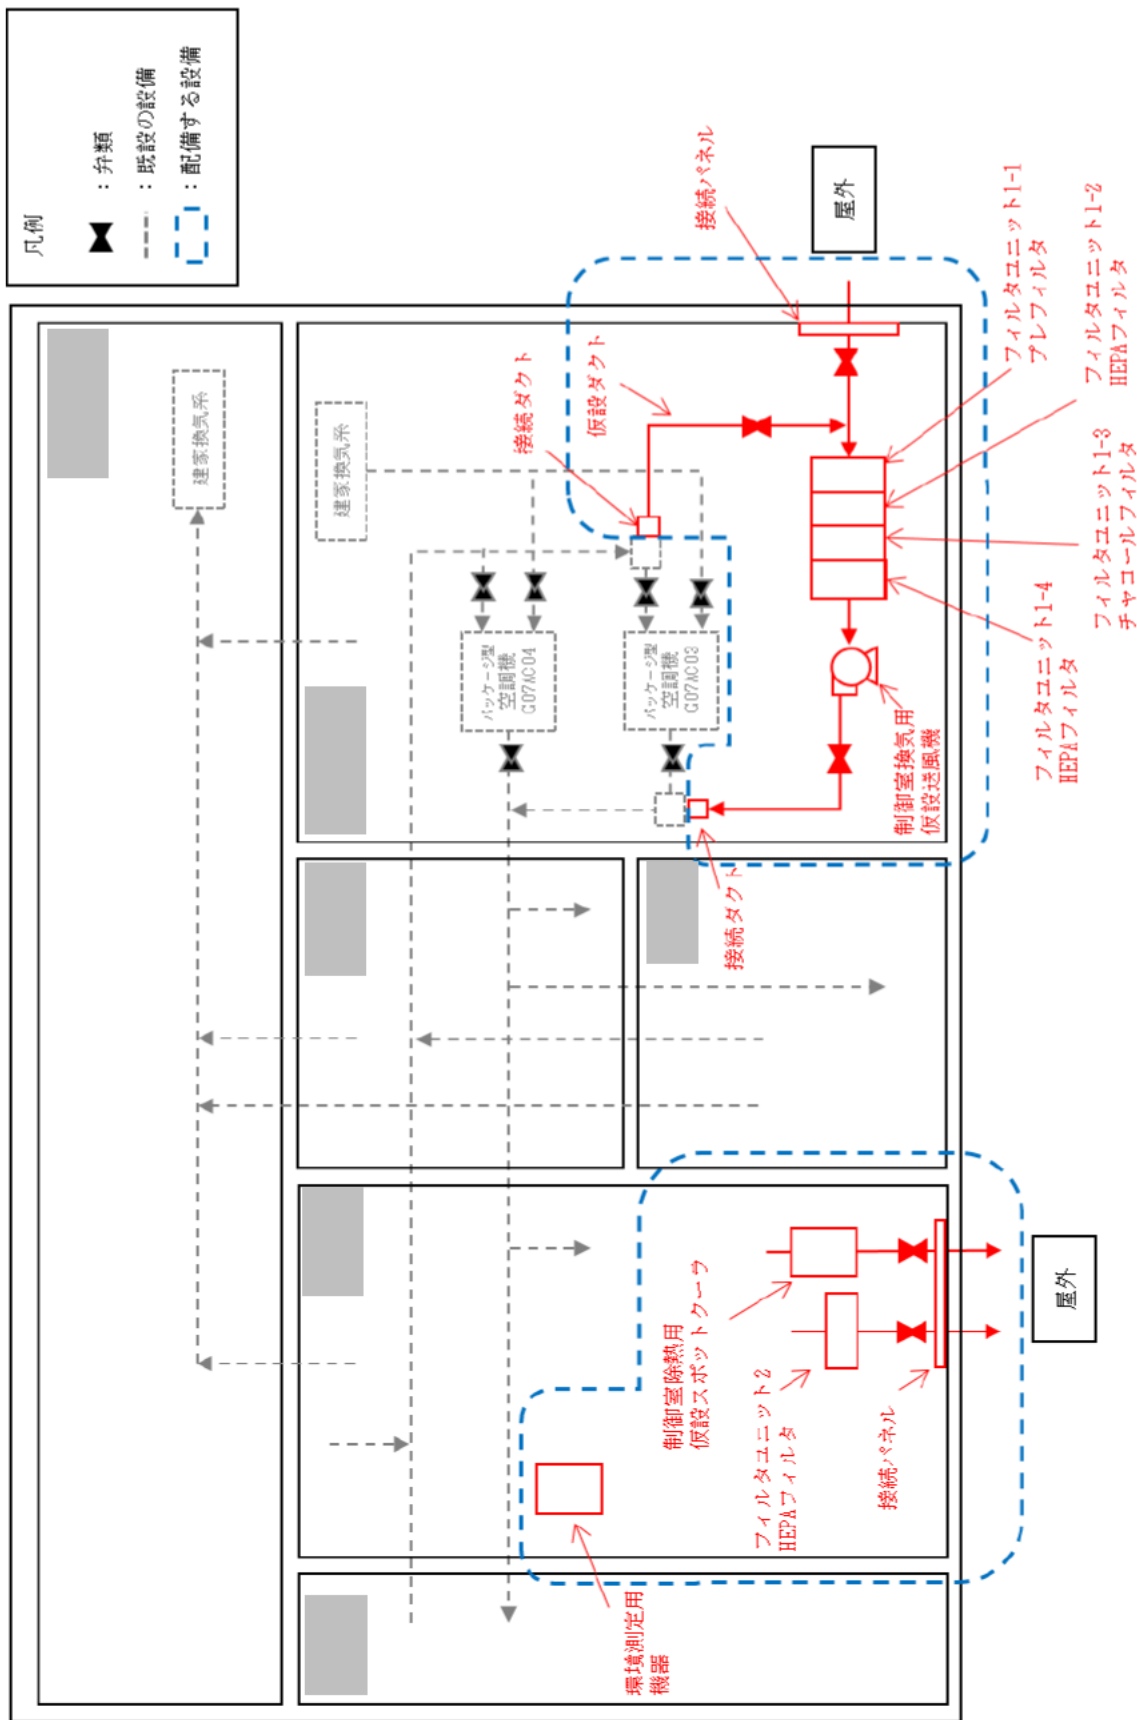 凡例
：弁類
：既設の設備
：配備する設備
建家換気系
建家換気系
接続パネル
屋外
接続ダクト
仮設ダクト
フィルタユニット1-1
プレフィルタ
フィルタユニット1-2
HEPAフィルタ
フィルタユニット1-3
チャコールフィルタ
フィルタユニット1-4
HEPAフィルタ
パッケージ型
空調機
G07AC04
パッケージ型
空調機
G07AC03
制御室換気用
仮設送風機
接続ダクト
制御室除熱用
仮設スポットクーラ
フィルタユニット2
HEPAフィルタ
接続パネル
屋外
環境測定用
機器